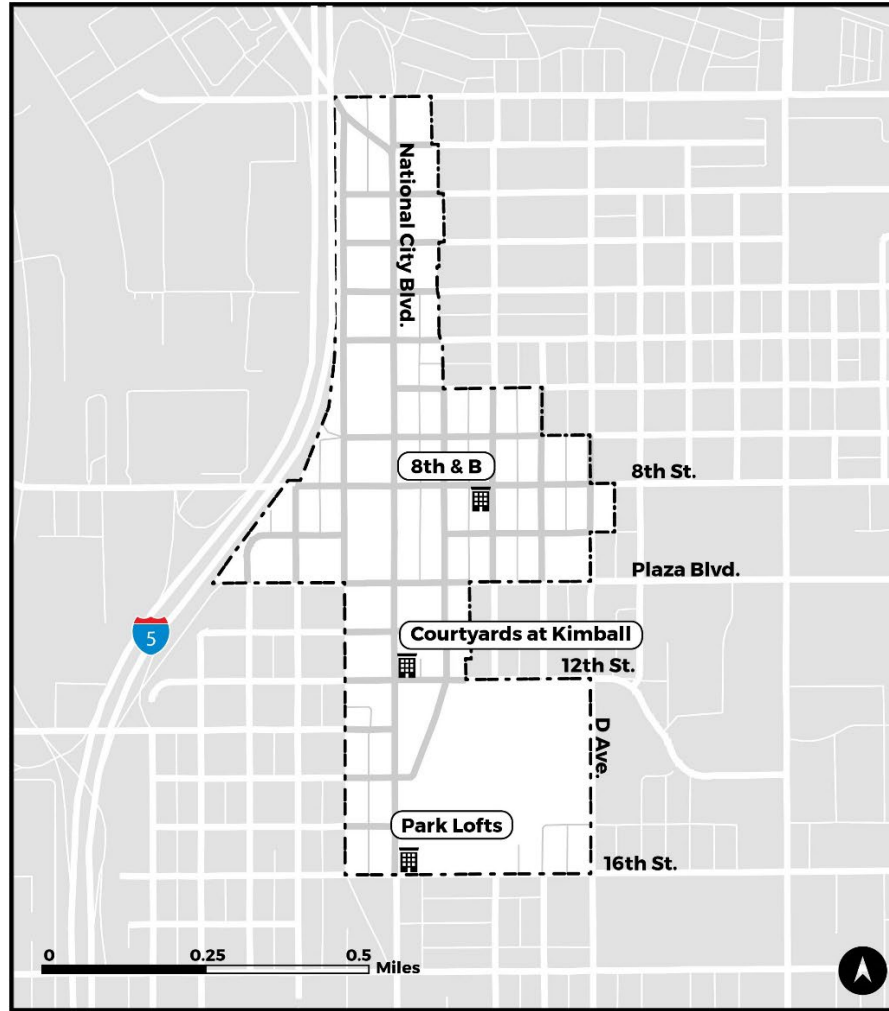 National City Blvd.
8th & B
8th St.
Plaza Blvd.
5
Courtyards at Kimball
12th St.
D Ave.
Park Lofts
16th St.
0 0.25 0.5
Miles